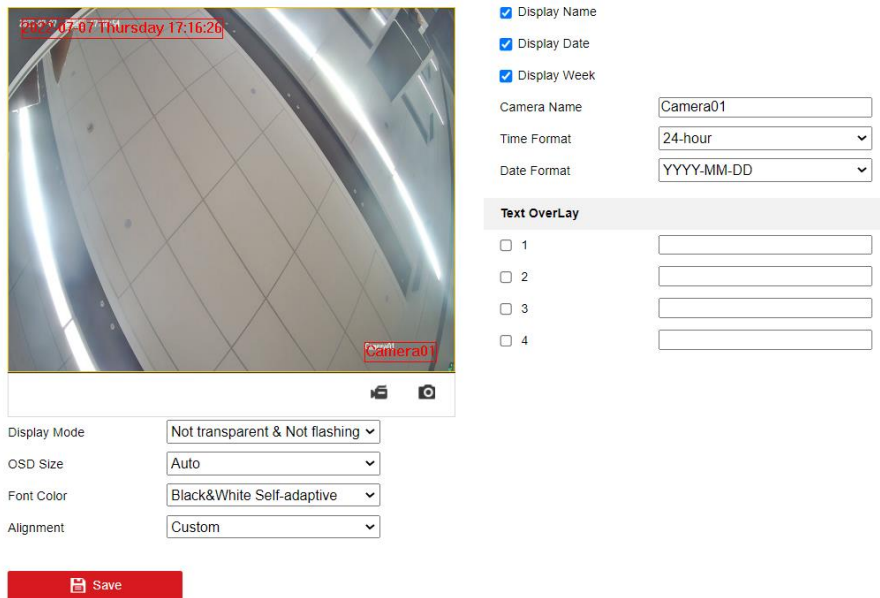 2022-07-07 Thursday 17:16:26
Camera01
Display Mode
Not transparent & Not flashing
OSD Size
Auto
Font Color
Black&White Self-adaptive
Alignment
Custom
Save
Display Name
Display Date
Display Week
Camera Name
Camera01
Time Format
24-hour
Date Format
YYYY-MM-DD
Text OverLay
1
2
3
4